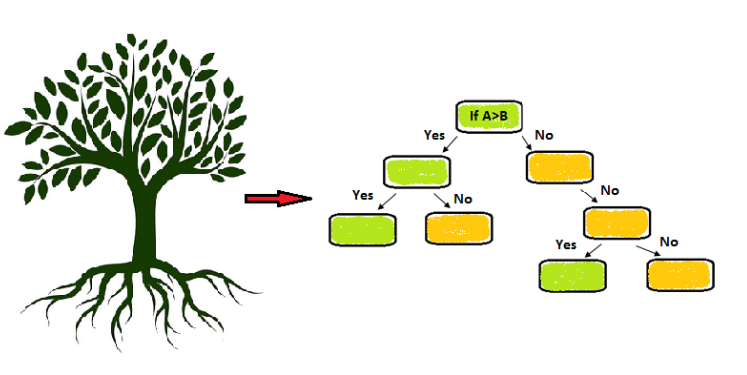 If A>B
Yes
No
Yes
No
No
Yes
No